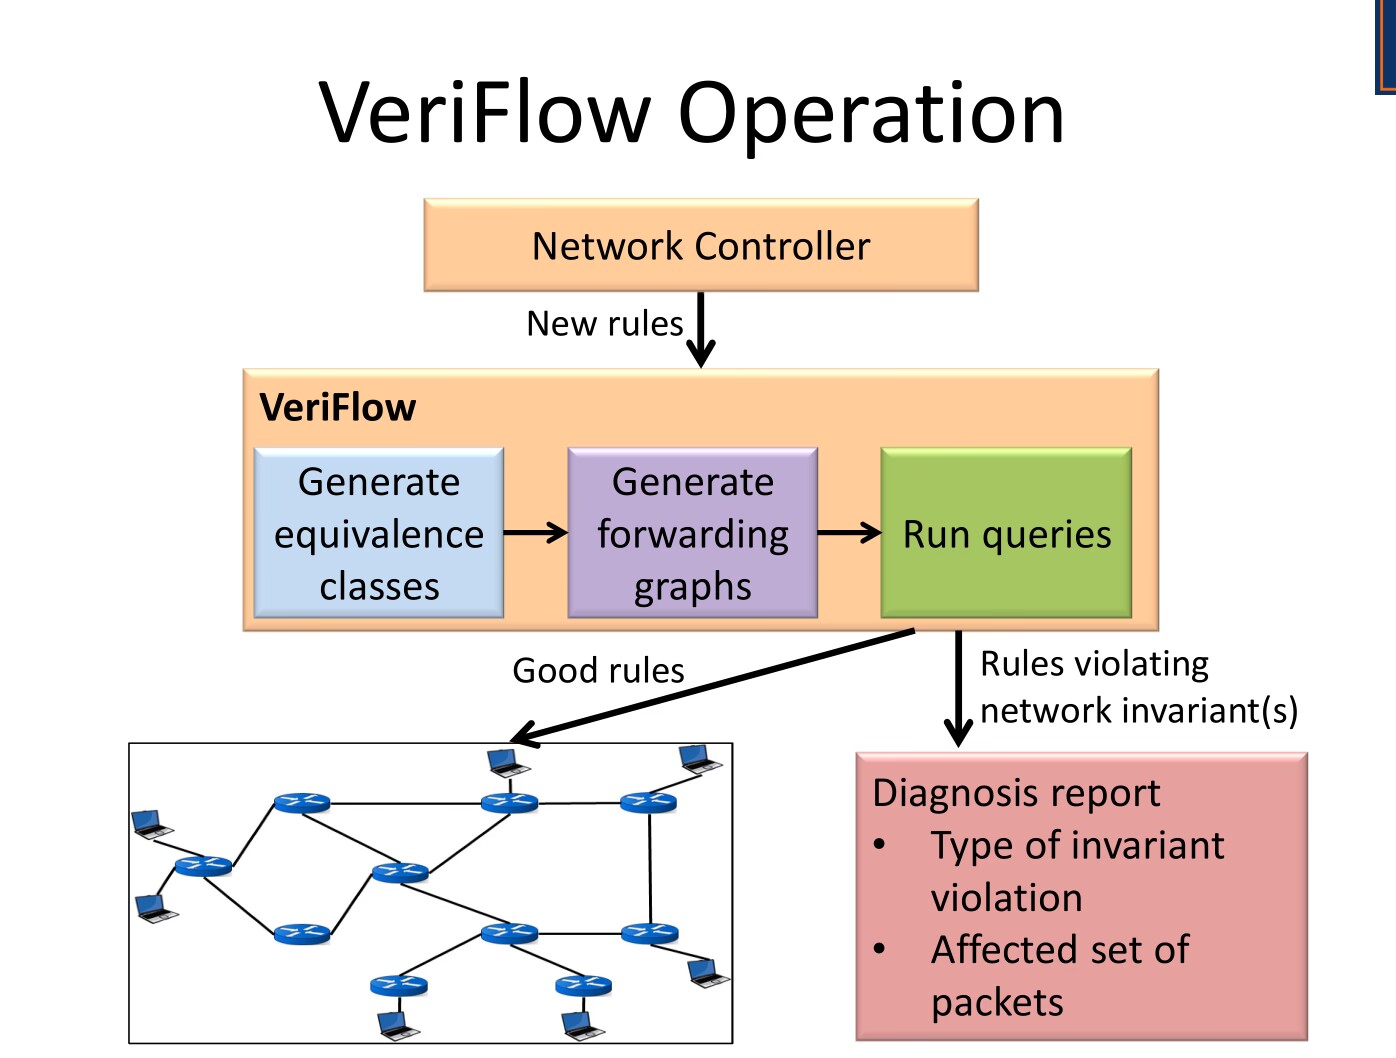 VeriFlow Operation
Network Controller
New rules
VeriFlow
Generate
equivalence
classes
Generate
forwarding
graphs
Run queries
Good rules
Rules violating
network invariant(s)
Diagnosis report
• Type of invariant
violation
• Affected set of
packets